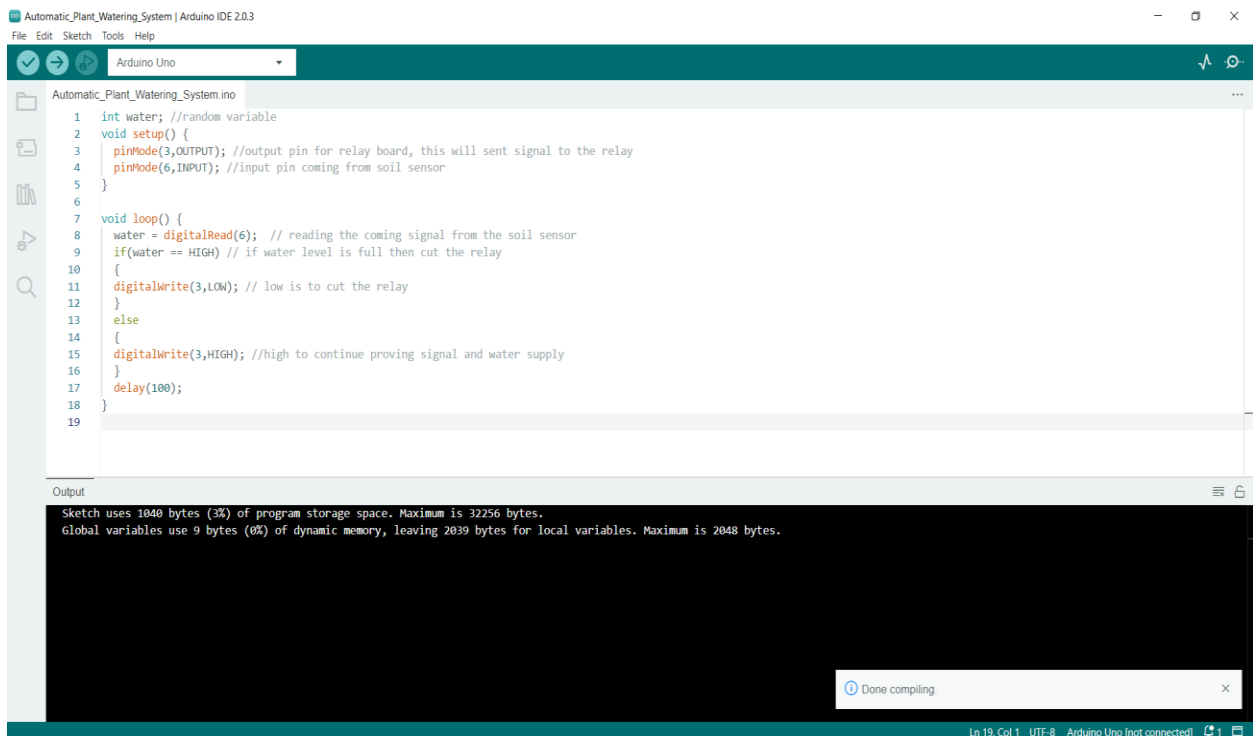 Automatic_Plant_Watering_System | Arduino IDE 2.0.3
File Edit Sketch Tools Help
Arduino Uno
Automatic_Plant_Watering_System.ino
1 int water; //random variable
2 void setup() {
3 pinMode(3,OUTPUT); //output pin for relay board, this will sent signal to the relay
4 pinMode(6,INPUT); //input pin coming from soil sensor
5 }
6
7 void loop() {
8 water = digitalRead(6);  // reading the coming signal from the soil sensor
9 if(water == HIGH) // if water level is full then cut the relay
10 {
11 digitalWrite(3,LOW); // low is to cut the relay
12 }
13 else
14 {
15 digitalWrite(3,HIGH); //high to continue proving signal and water supply
16 }
17 delay(100);
18 }
19
Output
Sketch uses 1040 bytes (3%) of program storage space. Maximum is 32256 bytes.
Global variables use 9 bytes (0%) of dynamic memory, leaving 2039 bytes for local variables. Maximum is 2048 bytes.
Done compiling.
Ln 19, Col 1 UTF-8 Arduino Uno [not connected] 1